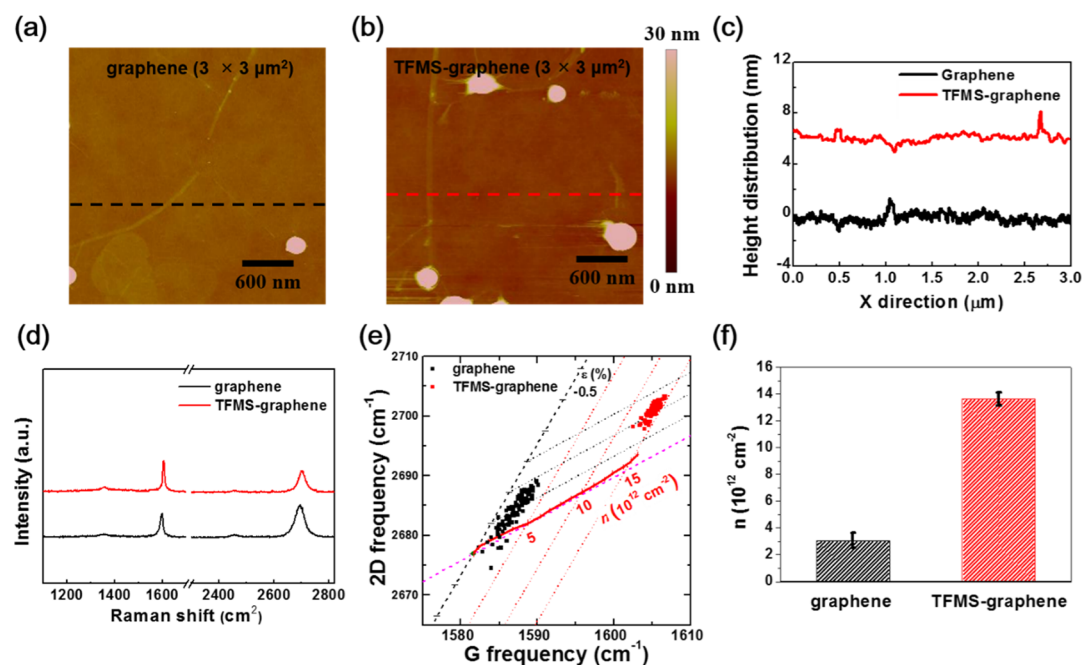 (a)
graphene (3 × 3 μm²)
600 nm
(b)
TFMS-graphene (3 × 3 μm²)
600 nm
30 nm
0 nm
(c)
Height distribution (nm)
12
8
4
0
-4
Graphene
TFMS-graphene
0.0 0.5 1.0 1.5 2.0 2.5 3.0
X direction (μm)
(d)
Intensity (a.u.)
graphene
TFMS-graphene
1200 1600 2400 2800
Raman shift (cm²)
(e)
2D frequency (cm⁻¹)
2710
2700
2690
2680
2670
graphene
TFMS-graphene
ε (%)
-0.5
5
10
15
n (10¹² cm⁻²)
1580 1590 1600 1610
G frequency (cm⁻¹)
(f)
n (10¹² cm⁻²)
16
14
12
10
8
6
4
2
0
graphene TFMS-graphene